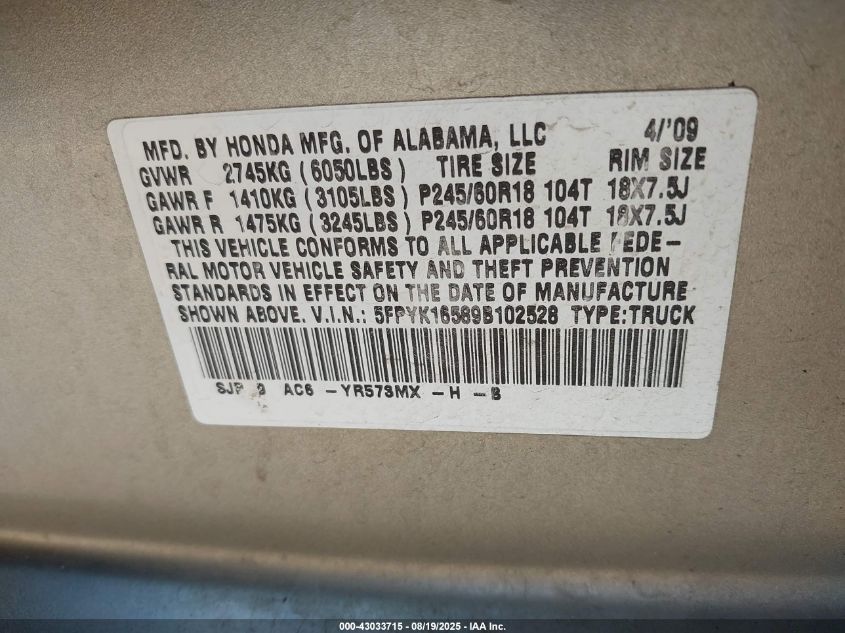 MFD. BY HONDA MFG. OF ALABAMA, LLC 4/'09
GVWR 2745KG (6050LBS) TIRE SIZE RIM SIZE
GAWR F 1410KG (3105LBS) P245/60R18 104T 18X7.5J
GAWR R 1475KG (3245LBS) P245/60R18 104T 18X7.5J
THIS VEHICLE CONFORMS TO ALL APPLICABLE FEDE-
RAL MOTOR VEHICLE SAFETY AND THEFT PREVENTION
STANDARDS IN EFFECT ON THE DATE OF MANUFACTURE
SHOWN ABOVE. V.I.N.: 5FPYK16589B102528 TYPE:TRUCK
AC6 -YR573MX -H -B
000-43033715 - 08/19/2025 - IAA Inc.